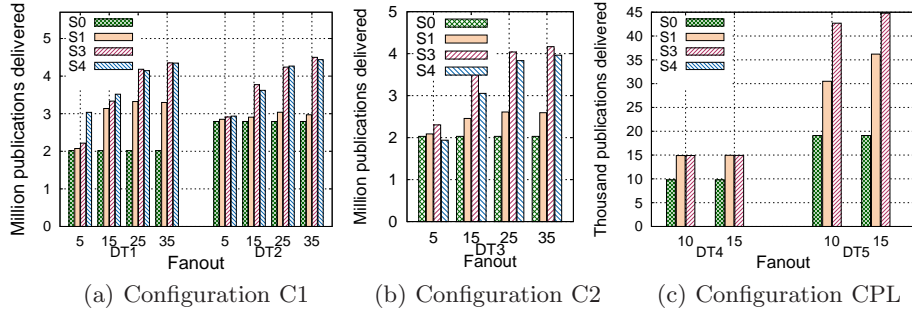 Million publications delivered
5
4
3
2
1
0
S0
S1
S3
S4
5 15 25 35 5 15 25 35
DT1 DT2
Fanout
(a) Configuration C1
Million publications delivered
5
4
3
2
1
0
S0
S1
S3
S4
5 15 25 35
DT3
Fanout
(b) Configuration C2
Thousand publications delivered
45
40
35
30
25
20
15
10
5
0
S0
S1
S3
S4
10 15 10 15
DT4 DT5
Fanout
(c) Configuration CPL